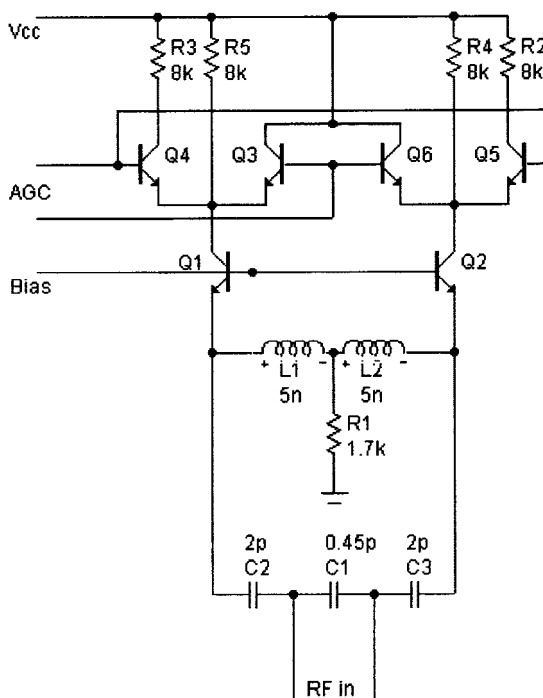 Vcc
R3
8k
R5
8k
R4
8k
R2
8k
Q4
Q3
Q6
Q5
AGC
Q1
Q2
Bias
L1
5n
L2
5n
R1
1.7k
2p
C2
0.45p
C1
2p
C3
RF in